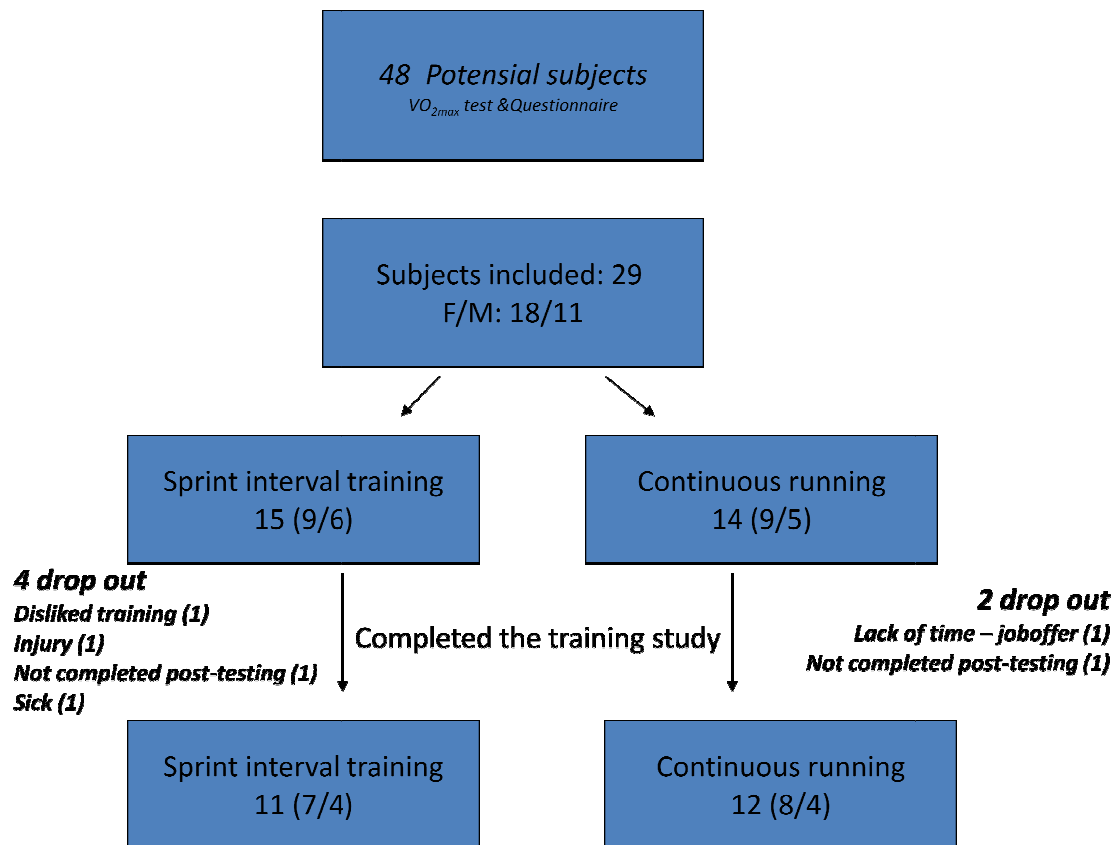 48 Potensial subjects
VO2max test &Questionnaire
Subjects included: 29
F/M: 18/11
Sprint interval training
15 (9/6)
Continuous running
14 (9/5)
4 drop out
Disliked training (1)
Injury (1)
Not completed post-testing (1)
Sick (1)
Completed the training study
2 drop out
Lack of time – joboffer (1)
Not completed post-testing (1)
Sprint interval training
11 (7/4)
Continuous running
12 (8/4)